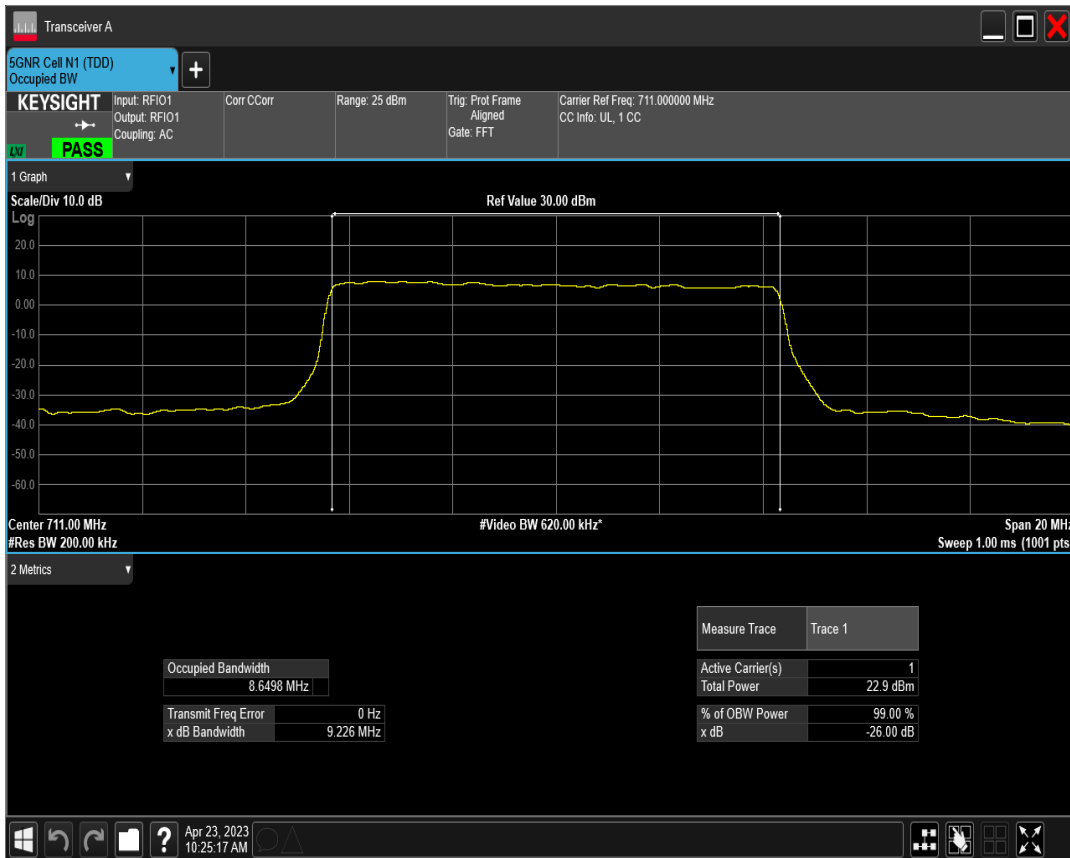 Transceiver A
5GNR Cell N1 (TDD)
Occupied BW
+
KEYSIGHT
LXI
PASS
Input: RFIO1
Output: RFIO1
Coupling: AC
Corr CCorr
Range: 25 dBm
Trig: Prot Frame
Aligned
Gate: FFT
Carrier Ref Freq: 711.000000 MHz
CC Info: UL, 1 CC
1 Graph
Scale/Div 10.0 dB
Ref Value 30.00 dBm
Log
20.0
10.0
0.00
-10.0
-20.0
-30.0
-40.0
-50.0
-60.0
Center 711.00 MHz
#Video BW 620.00 kHz*
Span 20 MHz
#Res BW 200.00 kHz
Sweep 1.00 ms (1001 pts
2 Metrics
Measure Trace Trace 1
Occupied Bandwidth
8.6498 MHz
Active Carrier(s) 1
Total Power 22.9 dBm
Transmit Freq Error 0 Hz
x dB Bandwidth 9.226 MHz
% of OBW Power 99.00 %
x dB -26.00 dB
?
Apr 23, 2023
10:25:17 AM